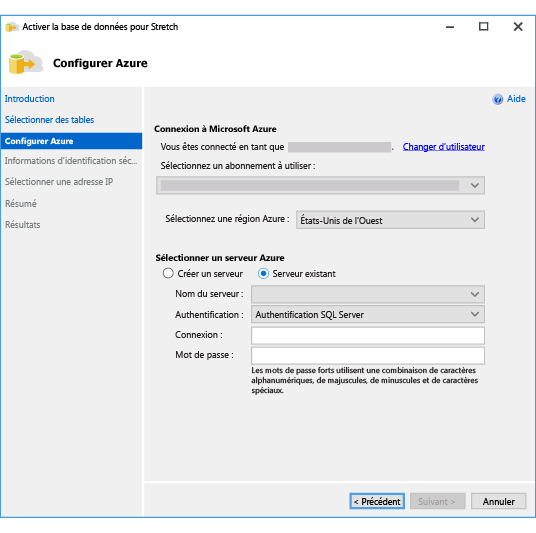 Activer la base de données pour Stretch
Configurer Azure
Introduction
Aide
Sélectionner des tables
Configurer Azure
Informations d'identification séc...
Sélectionner une adresse IP
Résumé
Résultats
Connexion à Microsoft Azure
Vous êtes connecté en tant que . Changer d'utilisateur
Sélectionnez un abonnement à utiliser :
Sélectionnez une région Azure : États-Unis de l'Ouest
Sélectionner un serveur Azure
Créer un serveur Serveur existant
Nom du serveur :
Authentification : Authentification SQL Server
Connexion :
Mot de passe :
Les mots de passe forts utilisent une combinaison de caractères
alphanumériques, de majuscules, de minuscules et de caractères
spéciaux.
< Précédent Suivant > Annuler